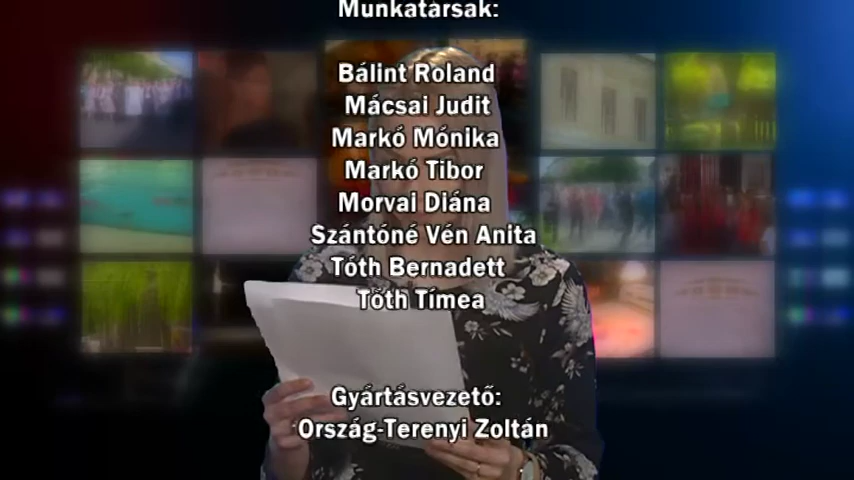 Munkatársak:
Bálint Roland
Mácsai Judit
Markó Mónika
Markó Tibor
Morvai Diána
Szántóné Vén Anita
Tóth Bernadett
Tóth Tímea
Gyártásvezető:
Ország-Terenyi Zoltán